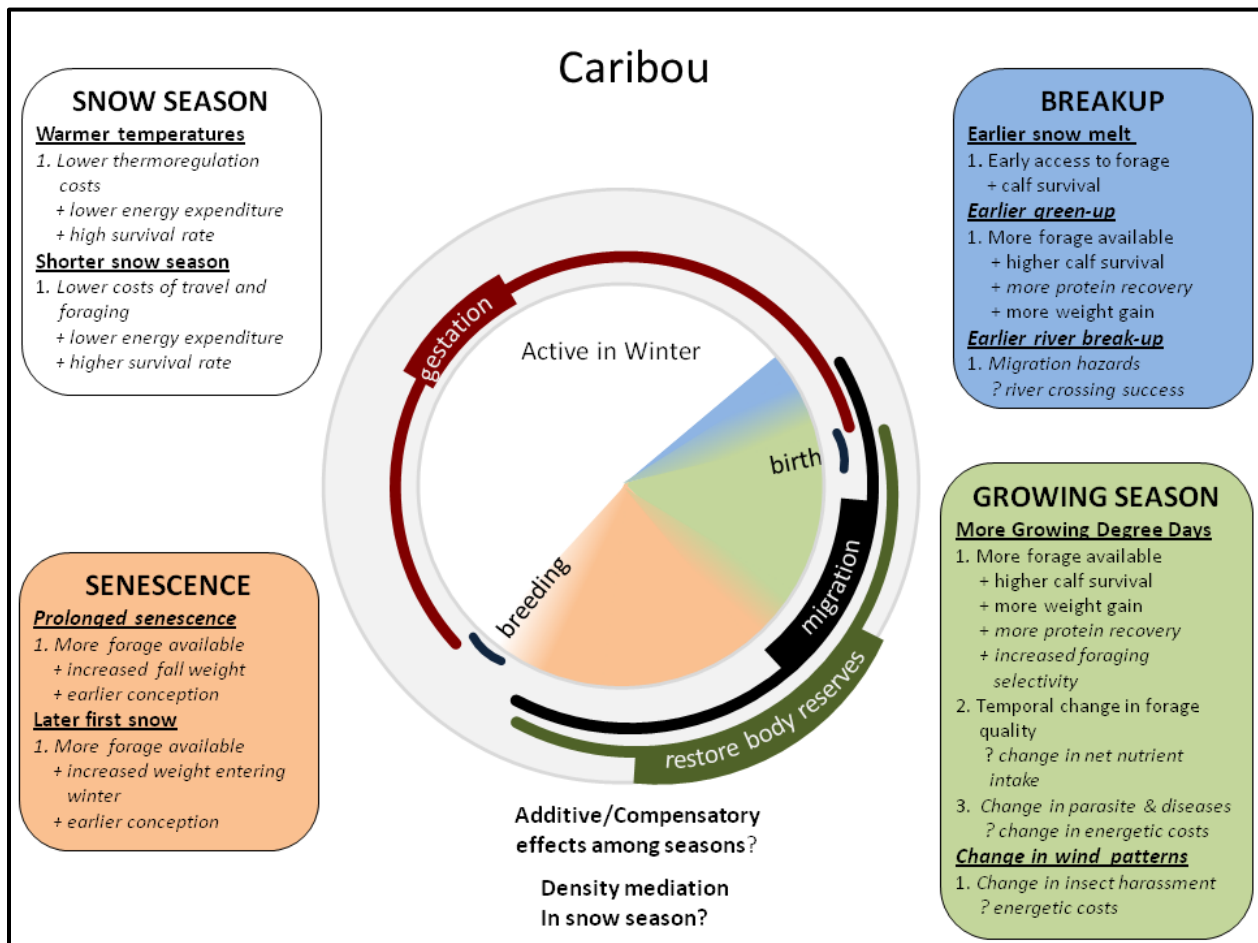 Caribou
SNOW SEASON
Warmer temperatures
1. Lower thermoregulation
costs
+ lower energy expenditure
+ high survival rate
Shorter snow season
1. Lower costs of travel and
foraging
+ lower energy expenditure
+ higher survival rate
BREAKUP
Earlier snow melt
1. Early access to forage
+ calf survival
Earlier green-up
1. More forage available
+ higher calf survival
+ more protein recovery
+ more weight gain
Earlier river break-up
1. Migration hazards
? river crossing success
gestation
Active in Winter
birth
breeding
migration
restore body reserves
SENESCENCE
Prolonged senescence
1. More forage available
+ increased fall weight
+ earlier conception
Later first snow
1. More forage available
+ increased weight entering
winter
+ earlier conception
GROWING SEASON
More Growing Degree Days
1. More forage available
+ higher calf survival
+ more weight gain
+ more protein recovery
+ increased foraging
selectivity
2. Temporal change in forage
quality
? change in net nutrient
intake
3. Change in parasite & diseases
? change in energetic costs
Change in wind patterns
1. Change in insect harassment
? energetic costs
Additive/Compensatory
effects among seasons?
Density mediation
In snow season?